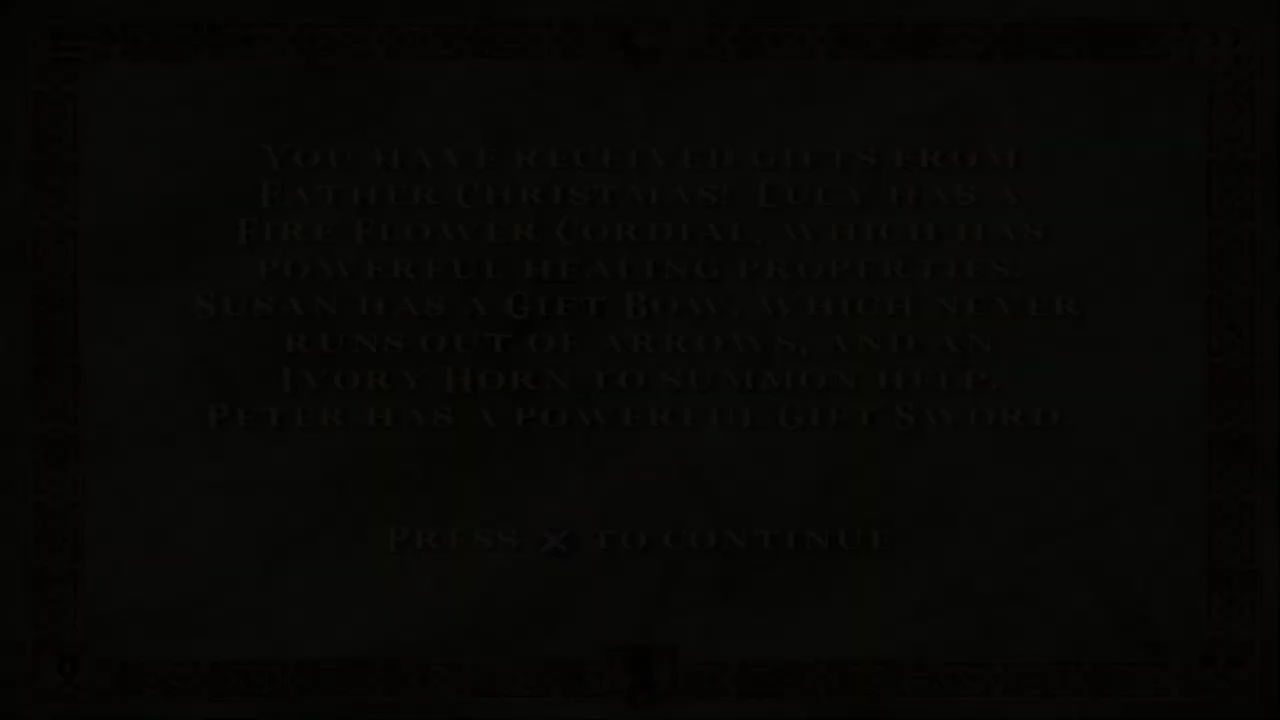 You have received gifts from
Father Christmas! Lucy has a
Fire Flower Cordial, which has
powerful healing properties.
Susan has a Gift Bow, which never
runs out of arrows, and an
Ivory Horn to summon help.
Peter has a powerful Gift Sword.
Press X to continue